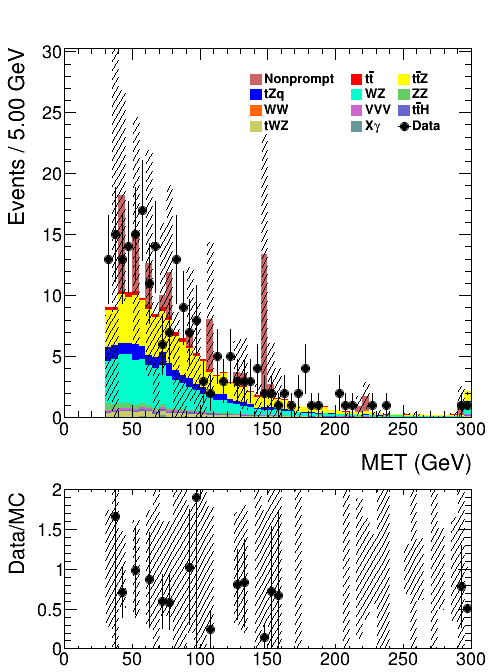 Events / 5.00 GeV
30
25
20
15
10
5
0
Nonprompt tt̄ tt̄Z
tZq WZ ZZ
WW VVV tt̄H
tWZ Xγ Data
0 50 100 150 200 250 300
MET (GeV)
Data/MC
2
1.5
1
0.5
0
0 50 100 150 200 250 300